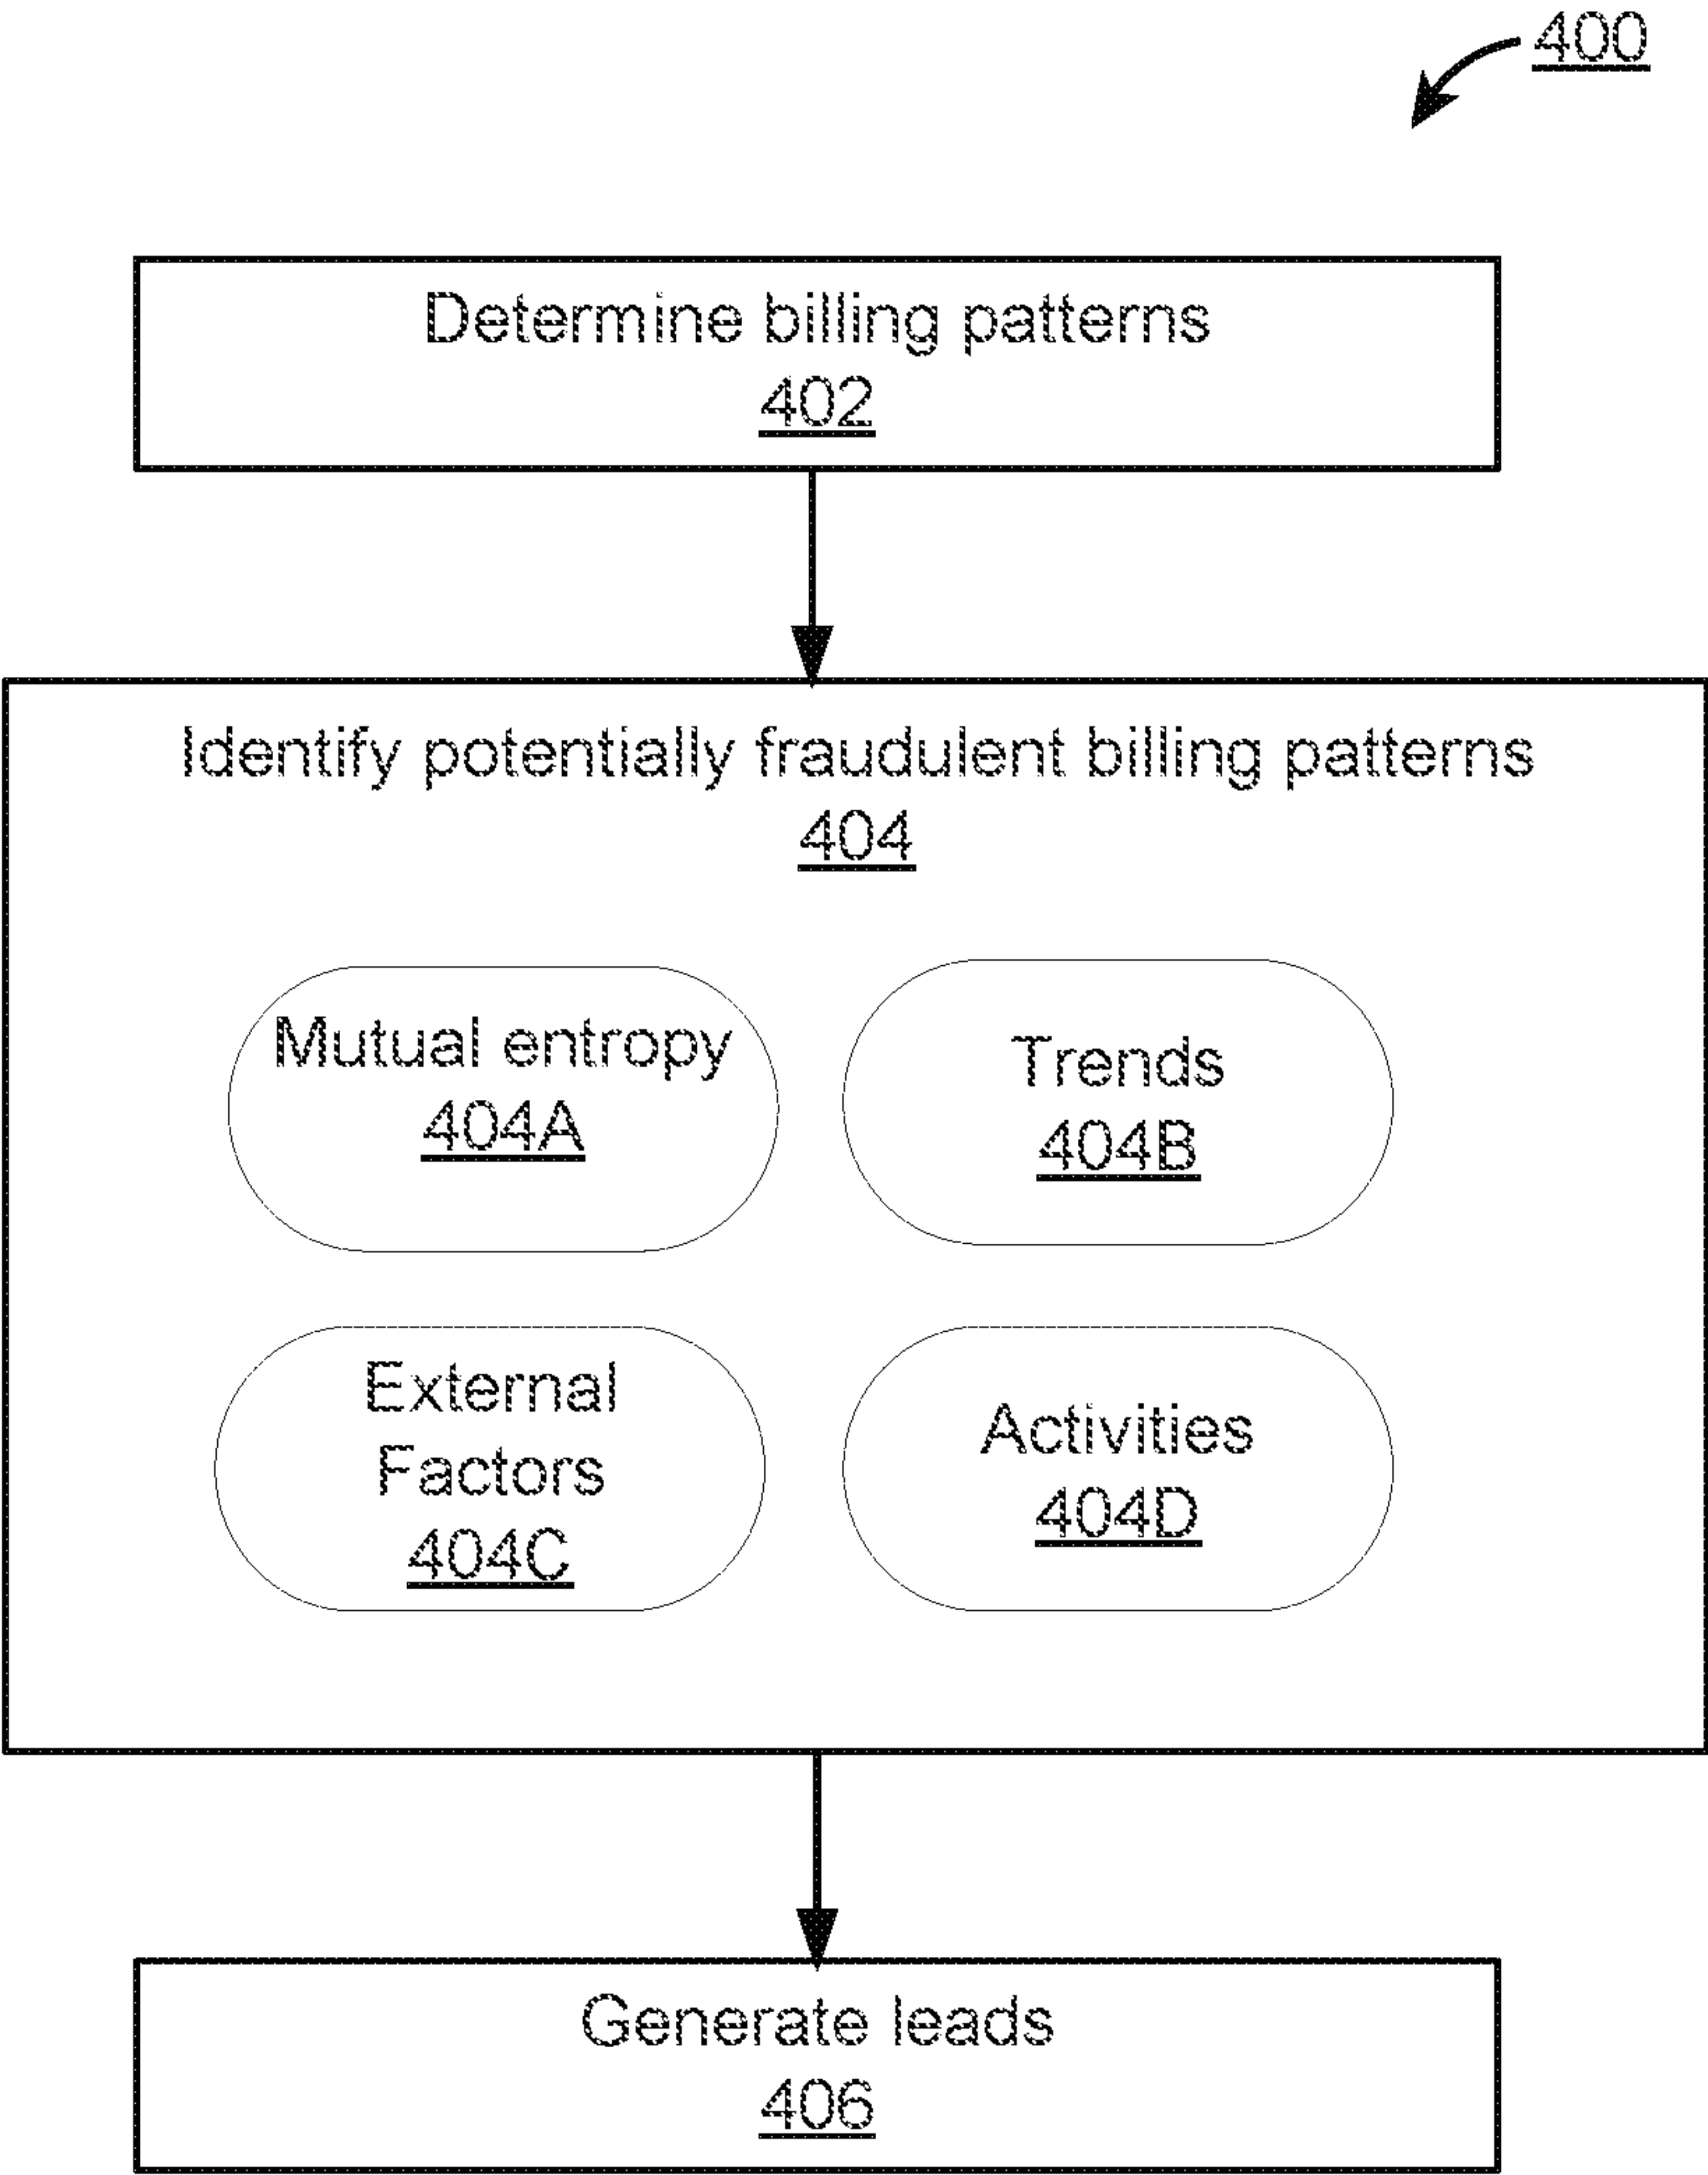 400
Determine billing patterns
402
Identify potentially fraudulent billing patterns
404
Mutual entropy
404A
Trends
404B
External
Factors
404C
Activities
404D
Generate leads
406